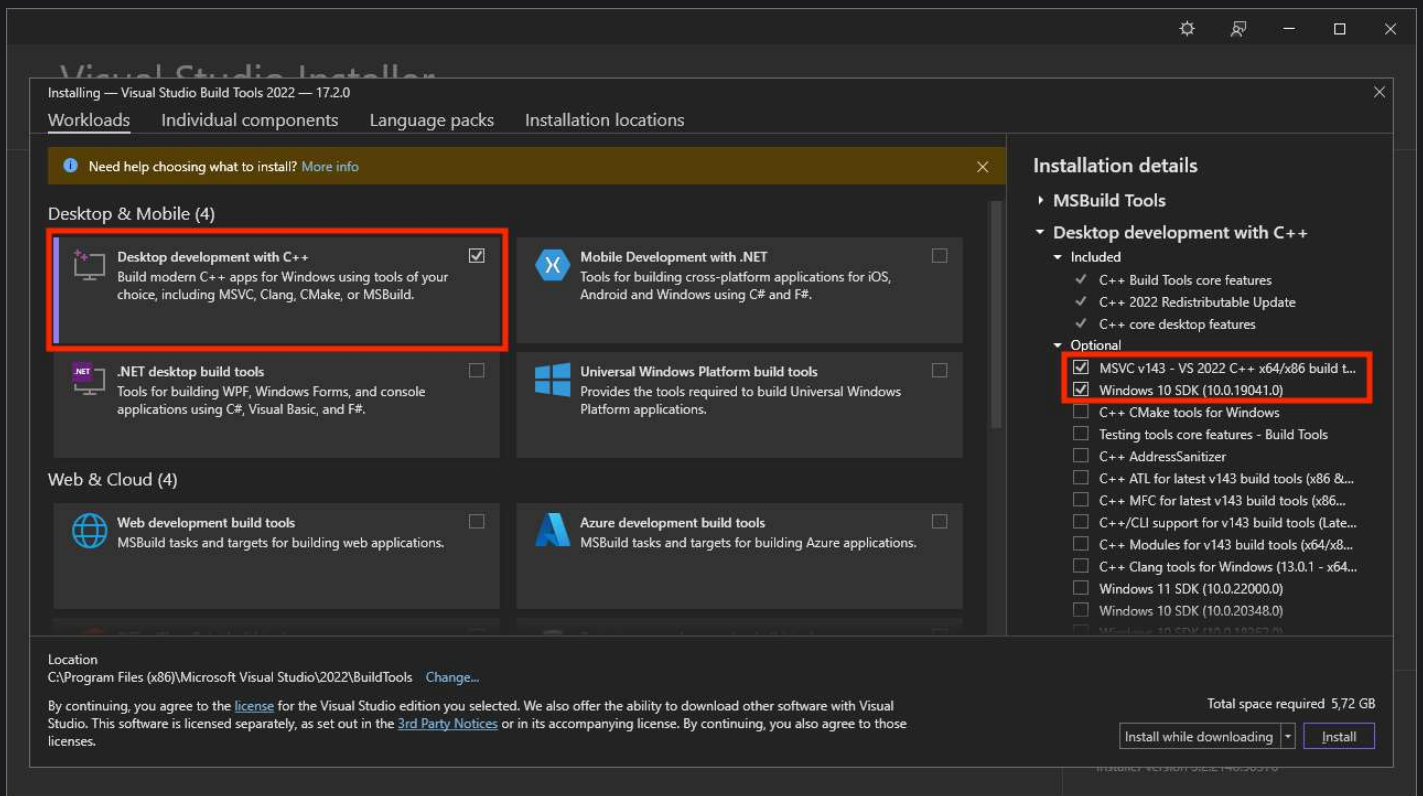 Visual Studio Installer
Installing — Visual Studio Build Tools 2022 — 17.2.0
Workloads
Individual components
Language packs
Installation locations
Need help choosing what to install? More info
Desktop & Mobile (4)
Desktop development with C++
Build modern C++ apps for Windows using tools of your
choice, including MSVC, Clang, CMake, or MSBuild.
Mobile Development with .NET
Tools for building cross-platform applications for iOS,
Android and Windows using C# and F#.
.NET
.NET desktop build tools
Tools for building WPF, Windows Forms, and console
applications using C#, Visual Basic, and F#.
Universal Windows Platform build tools
Provides the tools required to build Universal Windows
Platform applications.
Web & Cloud (4)
Web development build tools
MSBuild tasks and targets for building web applications.
Azure development build tools
MSBuild tasks and targets for building Azure applications.
Installation details
MSBuild Tools
Desktop development with C++
Included
C++ Build Tools core features
C++ 2022 Redistributable Update
C++ core desktop features
Optional
MSVC v143 - VS 2022 C++ x64/x86 build t...
Windows 10 SDK (10.0.19041.0)
C++ CMake tools for Windows
Testing tools core features - Build Tools
C++ AddressSanitizer
C++ ATL for latest v143 build tools (x86 &...
C++ MFC for latest v143 build tools (x86...
C++/CLI support for v143 build tools (Late...
C++ Modules for v143 build tools (x64/x8...
C++ Clang tools for Windows (13.0.1 - x64...
Windows 11 SDK (10.0.22000.0)
Windows 10 SDK (10.0.20348.0)
Windows 10 SDK
Location
C:\Program Files (x86)\Microsoft Visual Studio\2022\BuildTools Change...
By continuing, you agree to the license for the Visual Studio edition you selected. We also offer the ability to download other software with Visual
Studio. This software is licensed separately, as set out in the 3rd Party Notices or in its accompanying license. By continuing, you also agree to those
licenses.
Total space required 5,72 GB
Install while downloading
Install